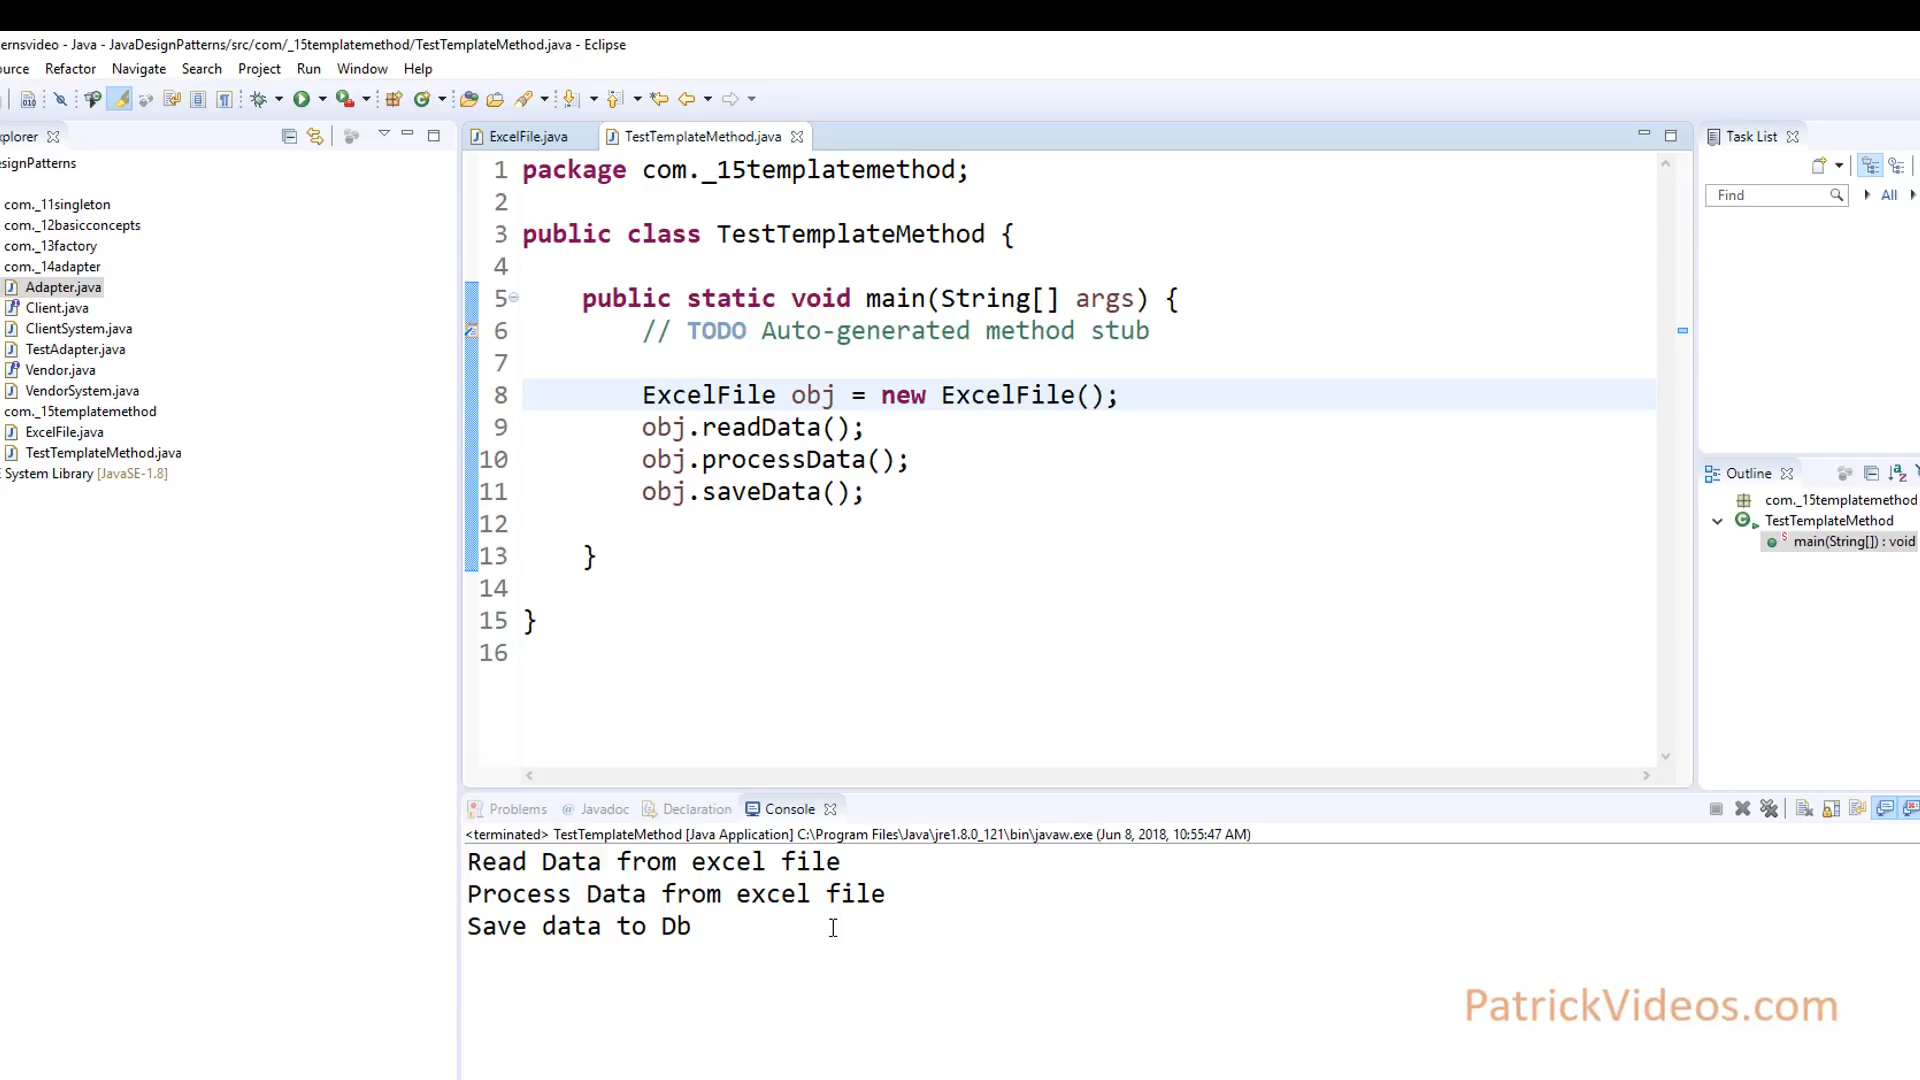 ernsvideo - Java - JavaDesignPatterns/src/com/_15templatemethod/TestTemplateMethod.java - Eclipse
ource Refactor Navigate Search Project Run Window Help
xplorer
esignPatterns
com._11singleton
com._12basicconcepts
com._13factory
com._14adapter
Adapter.java
Client.java
ClientSystem.java
TestAdapter.java
Vendor.java
VendorSystem.java
com._15templatemethod
ExcelFile.java
TestTemplateMethod.java
E System Library [JavaSE-1.8]
ExcelFile.java TestTemplateMethod.java
1 package com._15templatemethod;
2
3 public class TestTemplateMethod {
4
5 public static void main(String[] args) {
6 // TODO Auto-generated method stub
7
8 ExcelFile obj = new ExcelFile();
9 obj.readData();
10 obj.processData();
11 obj.saveData();
12
13 }
14
15 }
16
Task List
Find All
Outline
com._15templatemethod
TestTemplateMethod
main(String[]) : void
Problems @ Javadoc Declaration Console
<terminated> TestTemplateMethod [Java Application] C:\Program Files\Java\jre1.8.0_121\bin\javaw.exe (Jun 8, 2018, 10:55:47 AM)
Read Data from excel file
Process Data from excel file
Save data to Db
PatrickVideos.com